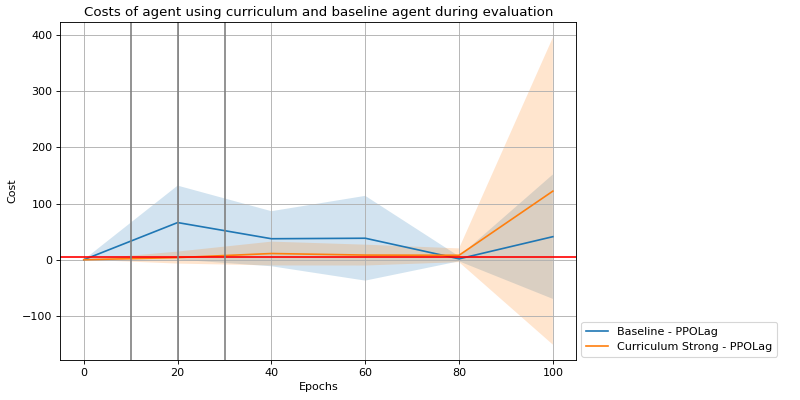 Costs of agent using curriculum and baseline agent during evaluation
400
300
200
100
0
−100
Cost
0 20 40 60 80 100
Epochs
Baseline - PPOLag
Curriculum Strong - PPOLag